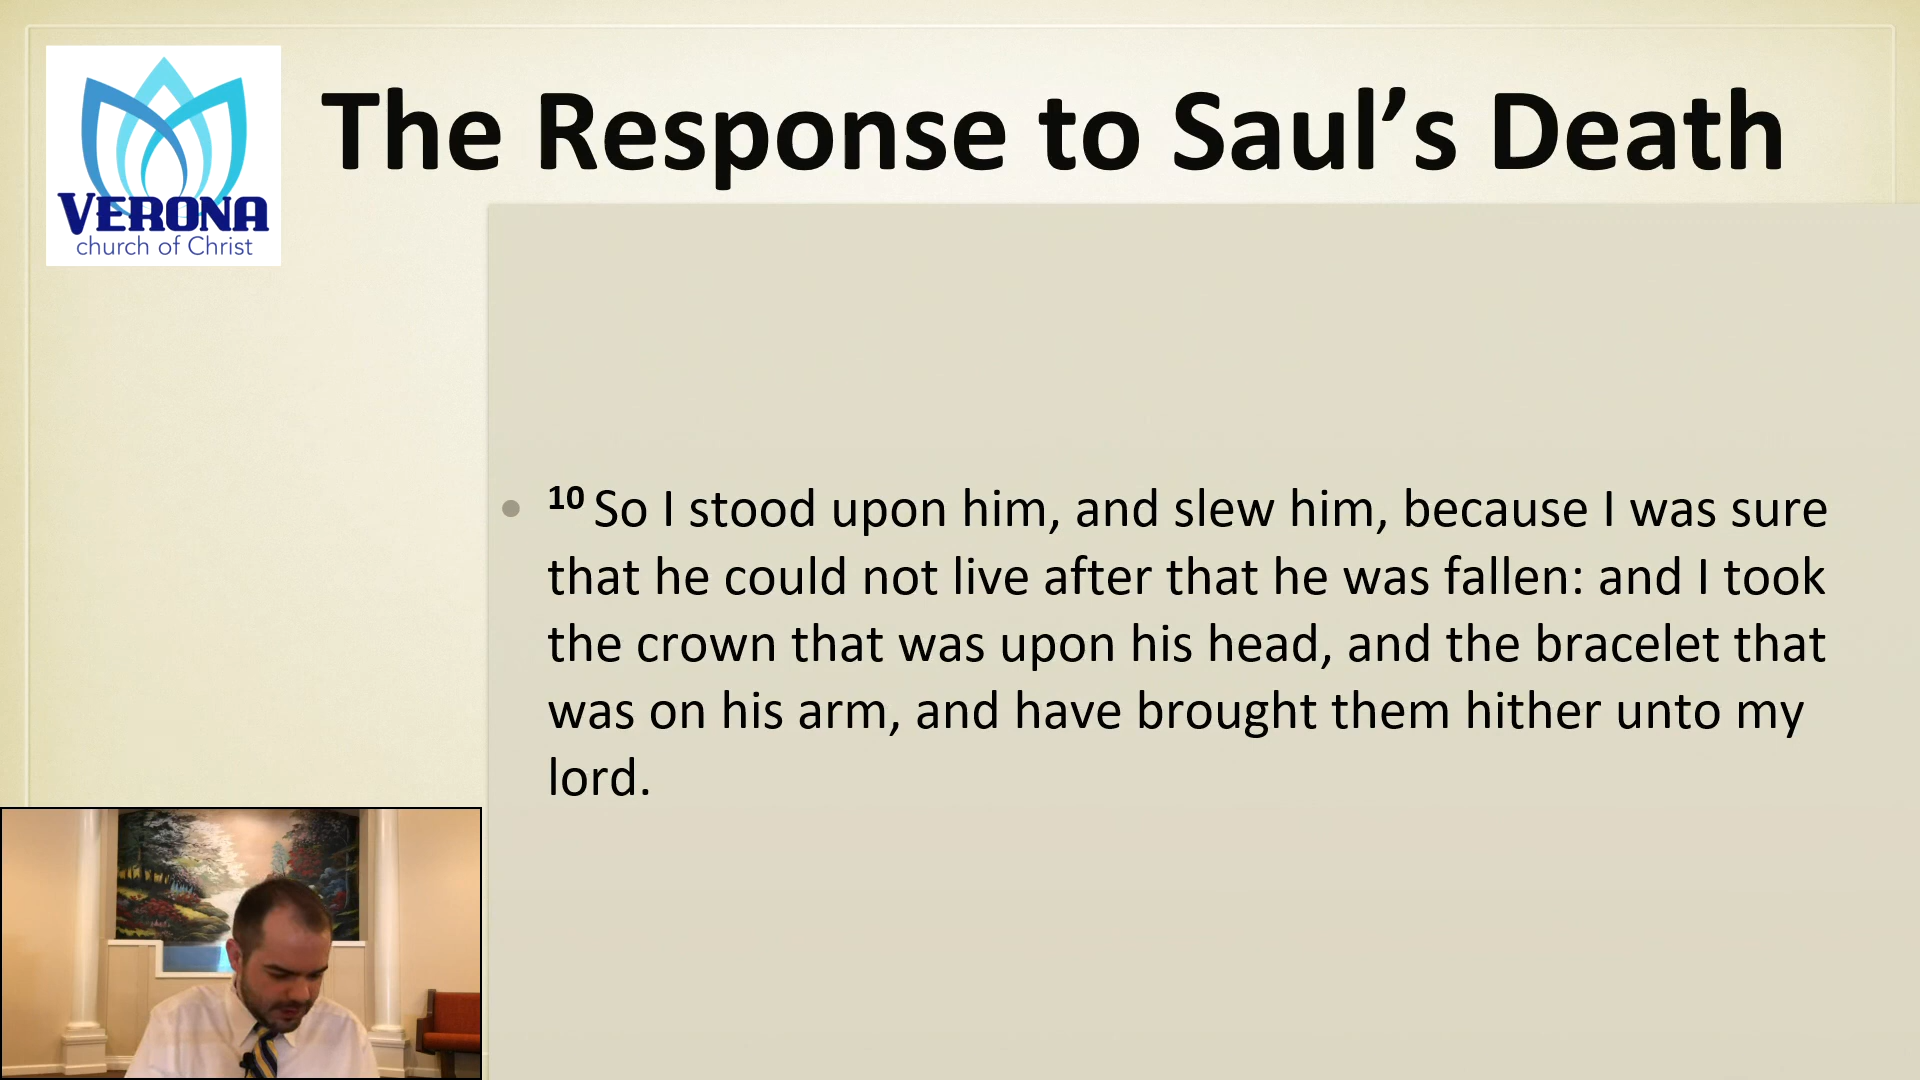 VERONA
church of Christ
The Response to Saul’s Death
• 10 So I stood upon him, and slew him, because I was sure
that he could not live after that he was fallen: and I took
the crown that was upon his head, and the bracelet that
was on his arm, and have brought them hither unto my
lord.